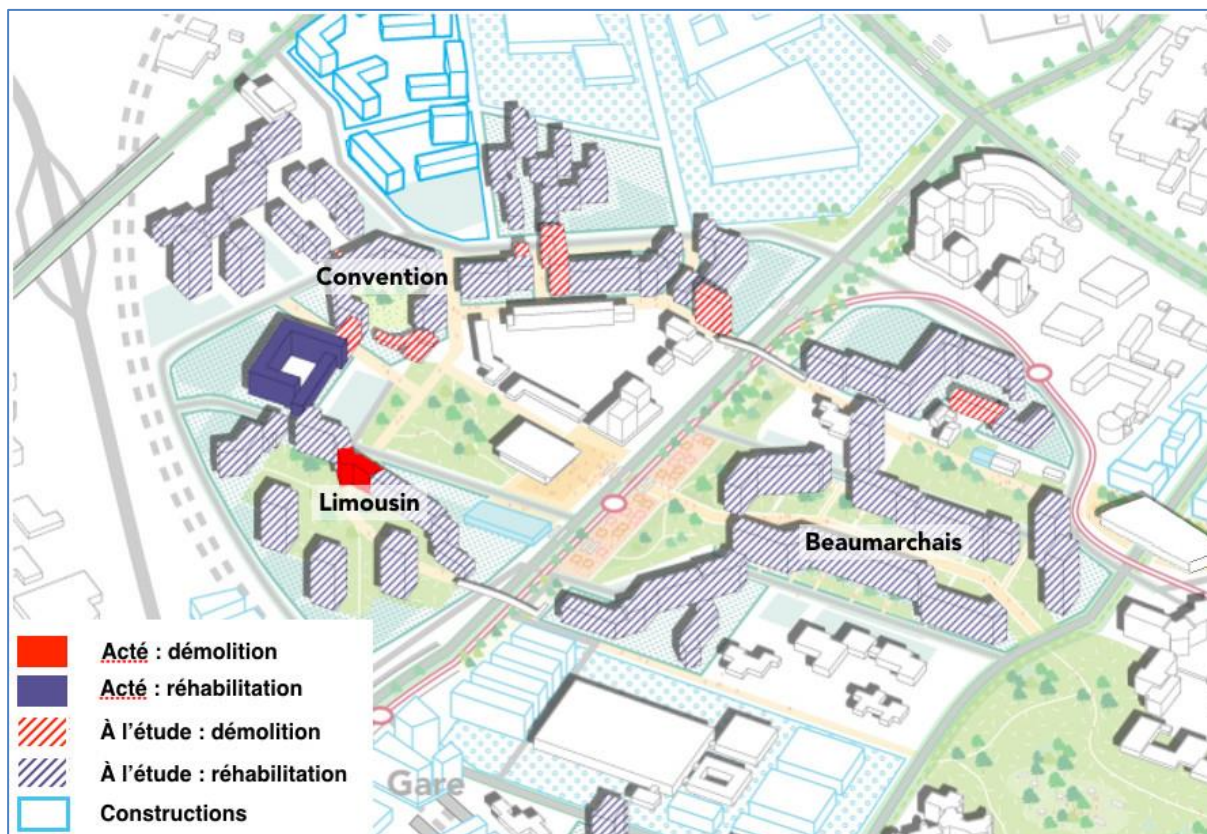 Convention
Limousin
Beaumarchais
Gare
Acté : démolition
Acté : réhabilitation
À l'étude : démolition
À l'étude : réhabilitation
Constructions